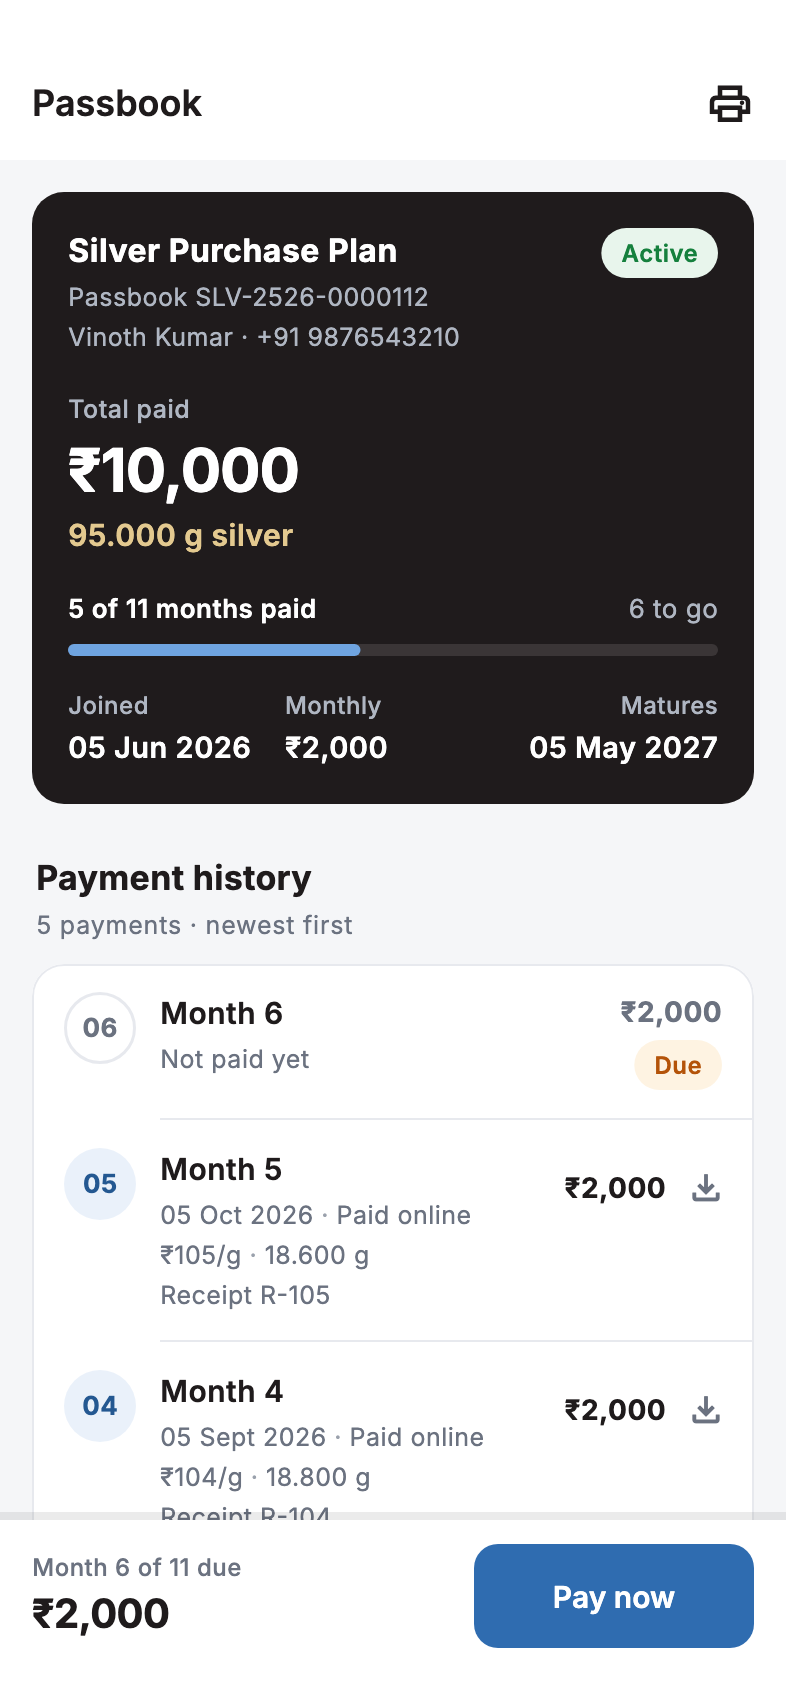 Passbook
Silver Purchase Plan
Active
Passbook SLV-2526-0000112
Vinoth Kumar · +91 9876543210
Total paid
₹10,000
95.000 g silver
5 of 11 months paid
6 to go
Joined
Monthly
Matures
05 Jun 2026
₹2,000
05 May 2027
Payment history
5 payments · newest first
06
Month 6
₹2,000
Not paid yet
Due
05
Month 5
₹2,000
05 Oct 2026 · Paid online
₹105/g · 18.600 g
Receipt R-105
04
Month 4
₹2,000
05 Sept 2026 · Paid online
₹104/g · 18.800 g
Receipt R-104
Month 6 of 11 due
₹2,000
Pay now